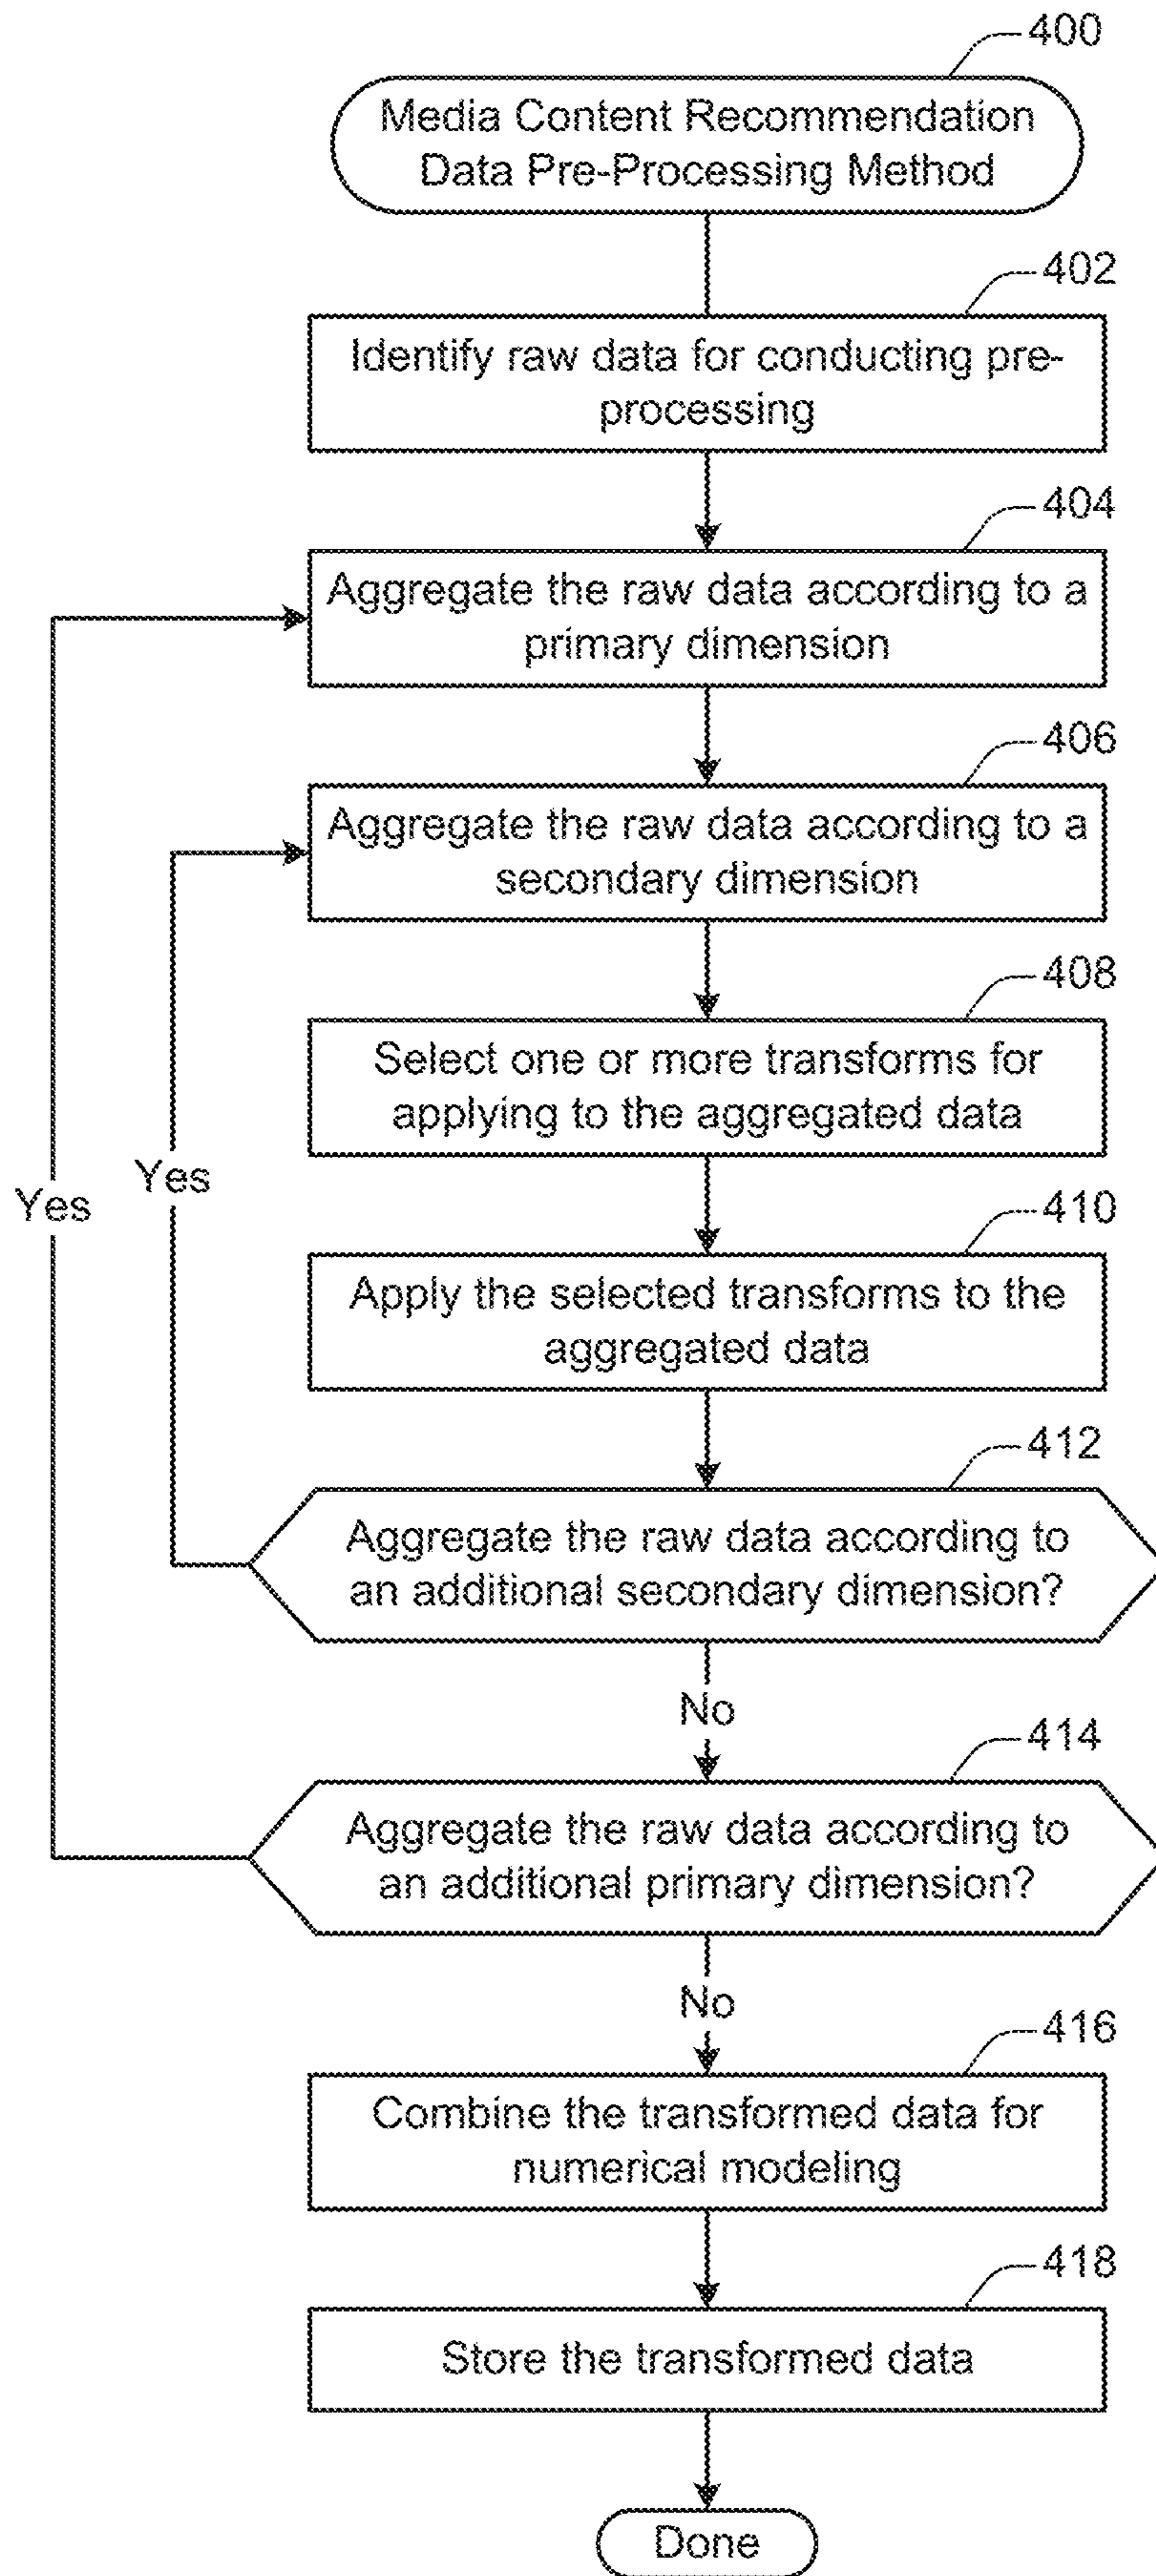 400
Media Content Recommendation
Data Pre-Processing Method
402
Identify raw data for conducting pre-
processing
404
Aggregate the raw data according to a
primary dimension
406
Aggregate the raw data according to a
secondary dimension
408
Select one or more transforms for
applying to the aggregated data
Yes
Yes
410
Apply the selected transforms to the
aggregated data
412
Aggregate the raw data according to
an additional secondary dimension?
No
414
Aggregate the raw data according to
an additional primary dimension?
No
416
Combine the transformed data for
numerical modeling
418
Store the transformed data
Done